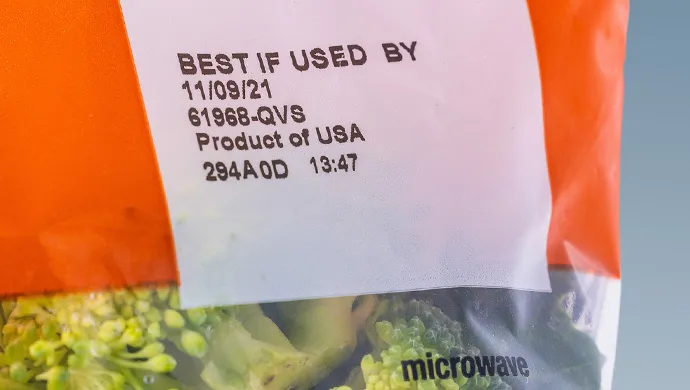 BEST IF USED BY
11/09/21
61968-QVS
Product of USA
294A0D 13:47
microwave